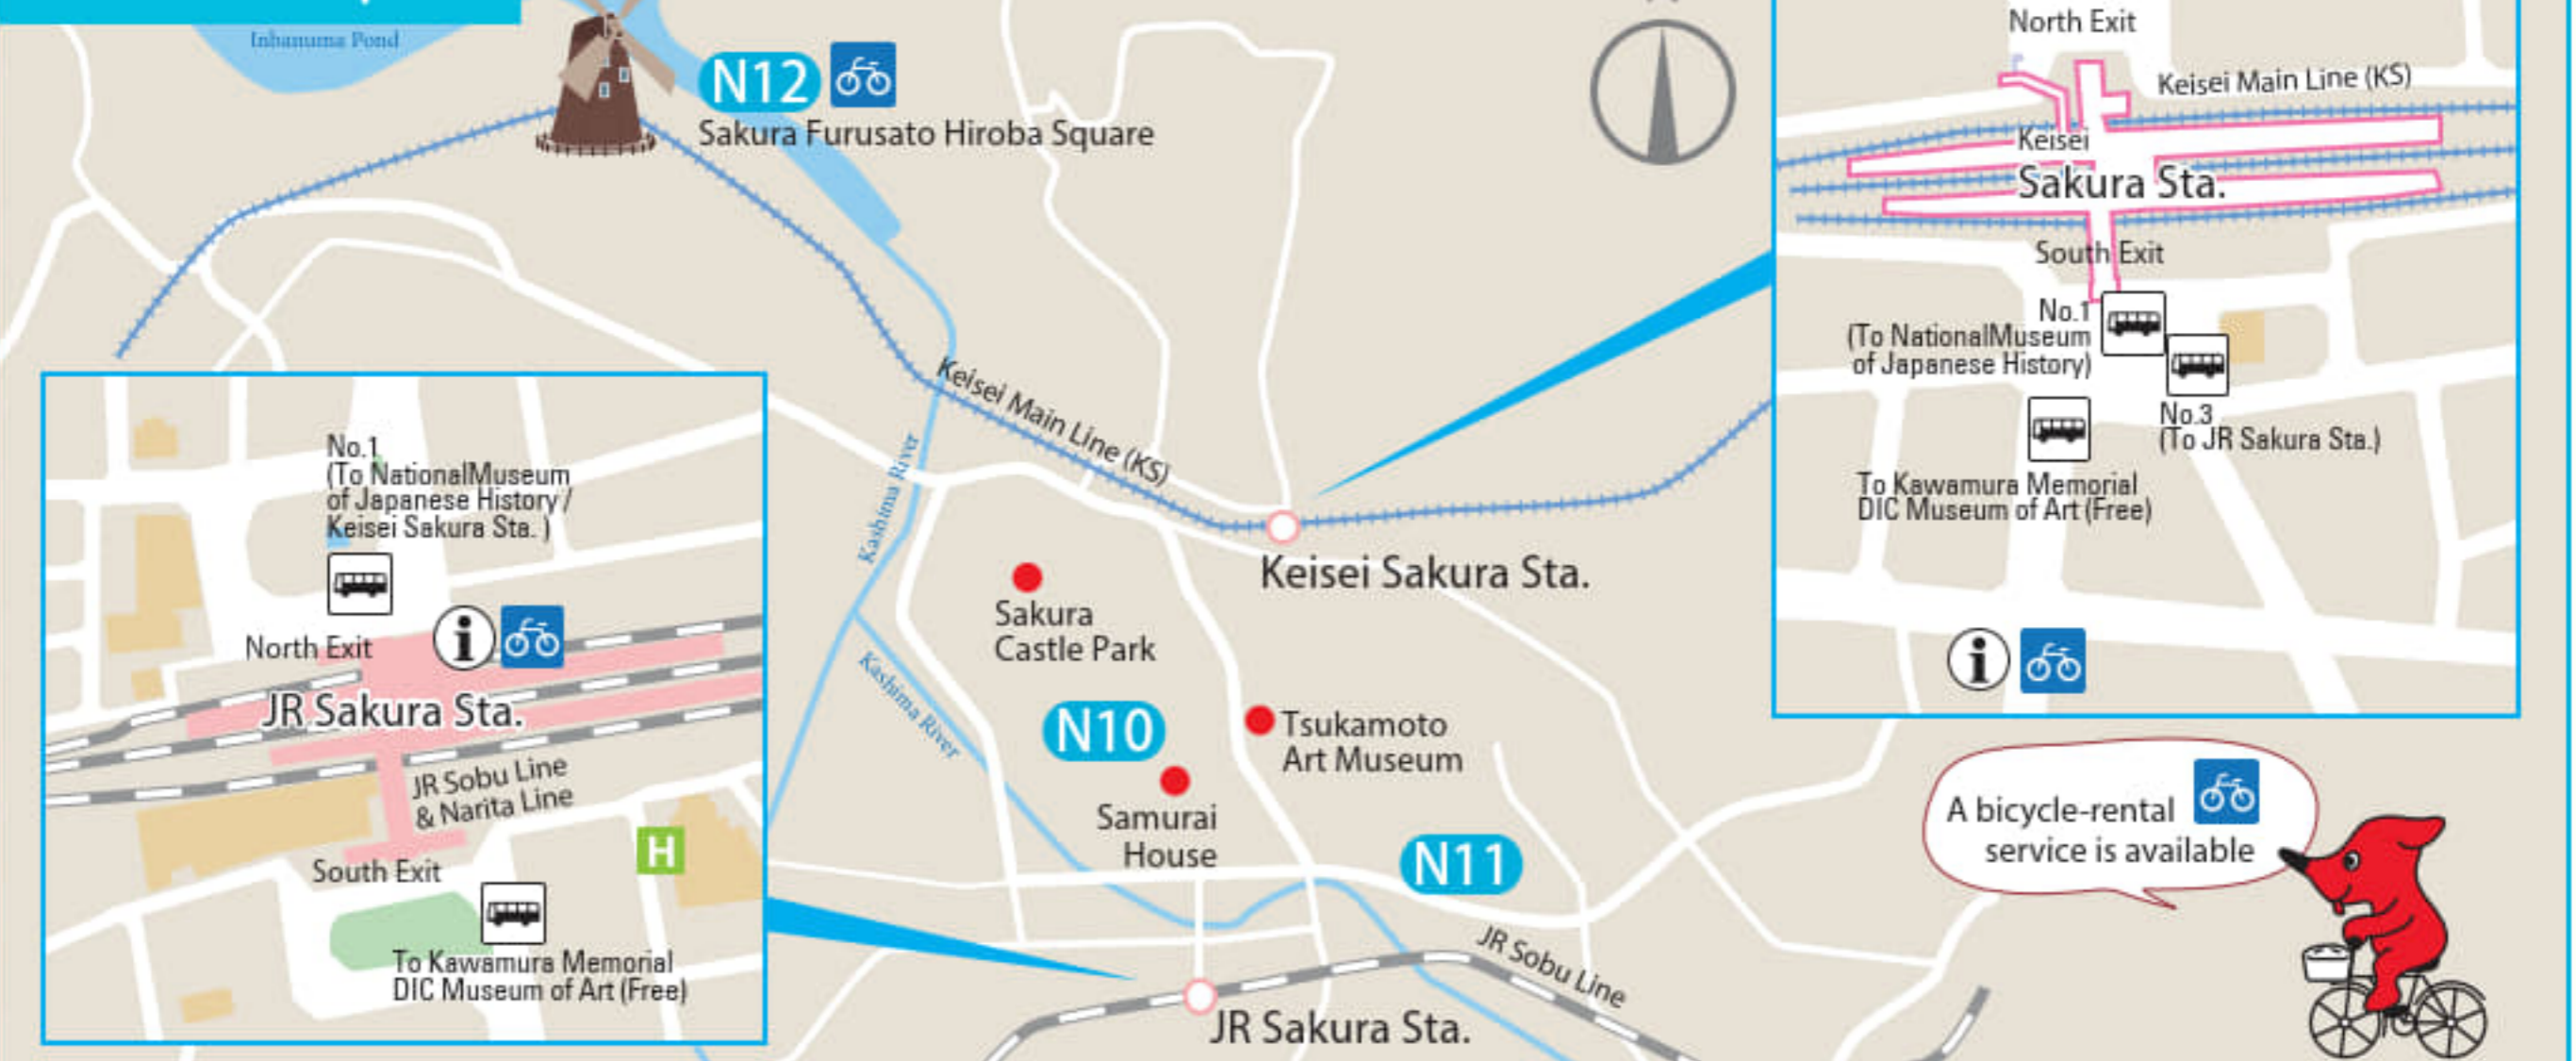 Inbanuma Pond
N12
Sakura Furusato Hiroba Square
Keisei Main Line (KS)
Kashima River
Keisei Sakura Sta.
Sakura
Castle Park
Kashima River
N10
Tsukamoto
Art Museum
Samurai
House
N11
JR Sobu Line
JR Sakura Sta.
No.1
(To NationalMuseum
of Japanese History /
Keisei Sakura Sta. )
i
North Exit
JR Sakura Sta.
JR Sobu Line
& Narita Line
H
South Exit
To Kawamura Memorial
DIC Museum of Art (Free)
North Exit
Keisei Main Line (KS)
Keisei
Sakura Sta.
South Exit
No.1
(To NationalMuseum
of Japanese History)
No.3
(To JR Sakura Sta.)
To Kawamura Memorial
DIC Museum of Art (Free)
i
A bicycle-rental
service is available